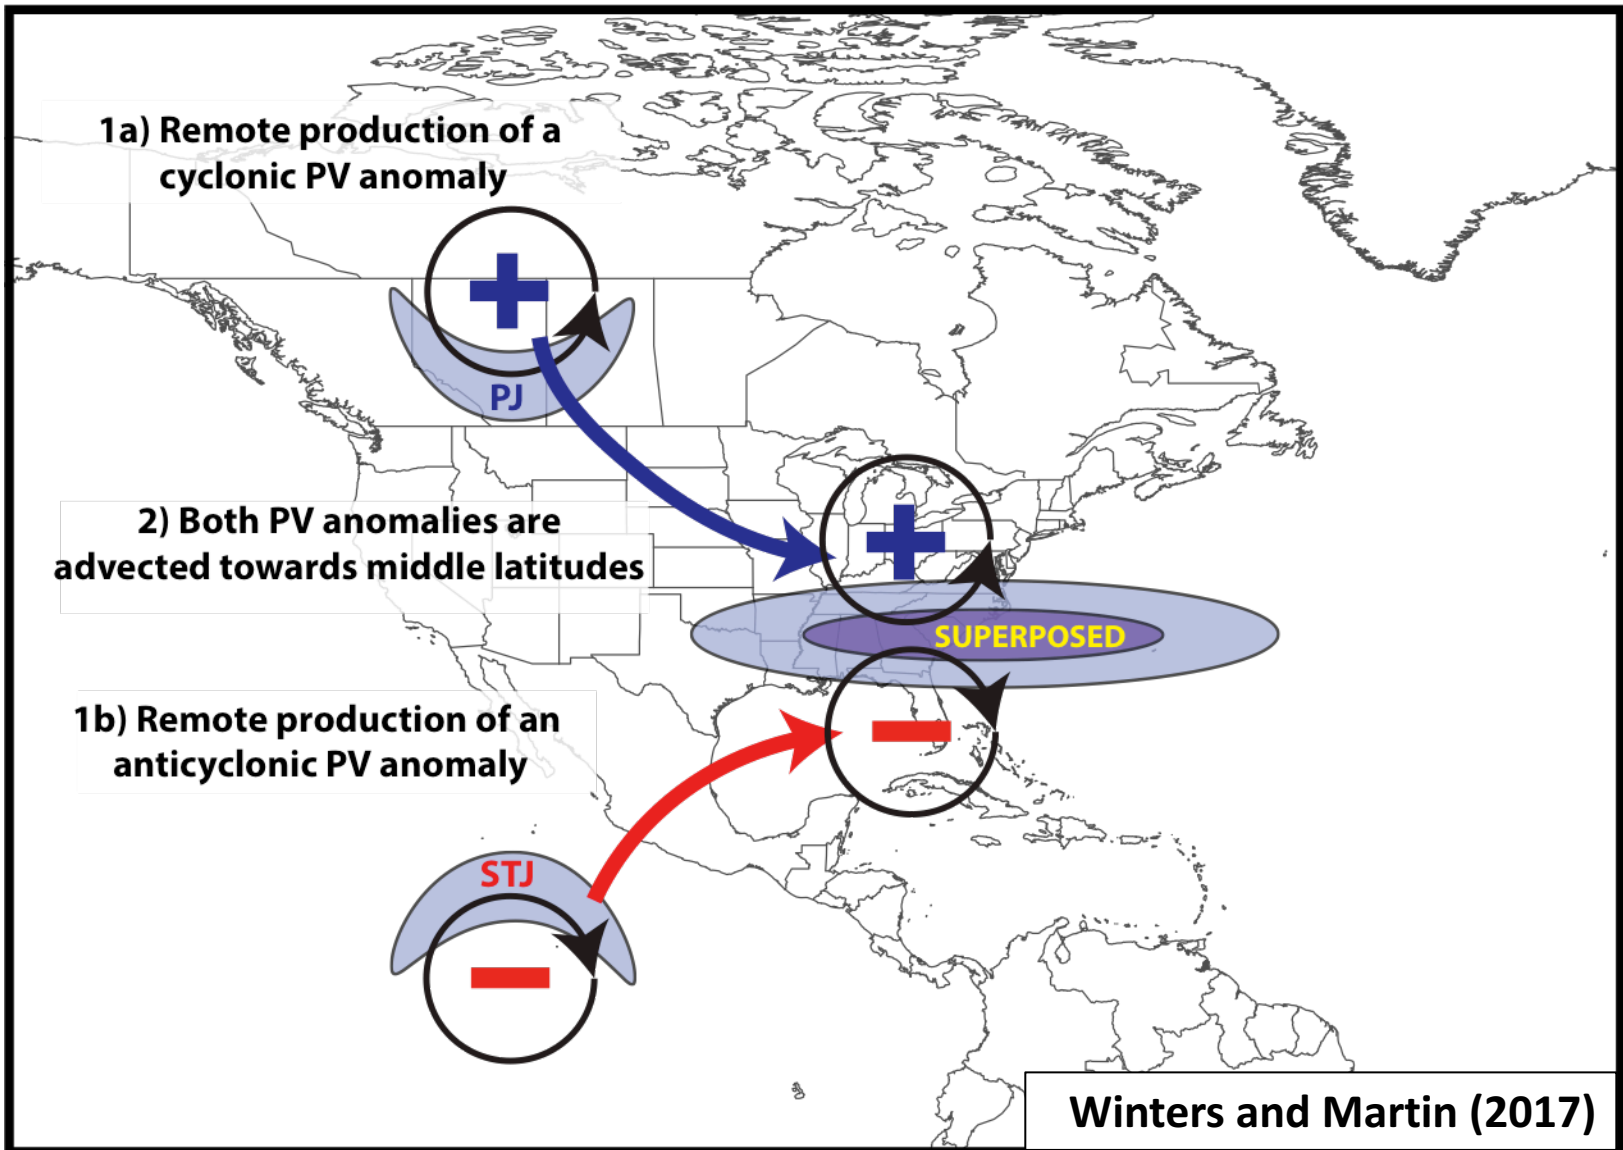 1a) Remote production of a
cyclonic PV anomaly
PJ
2) Both PV anomalies are
advected towards middle latitudes
SUPERPOSED
1b) Remote production of an
anticyclonic PV anomaly
STJ
Winters and Martin (2017)